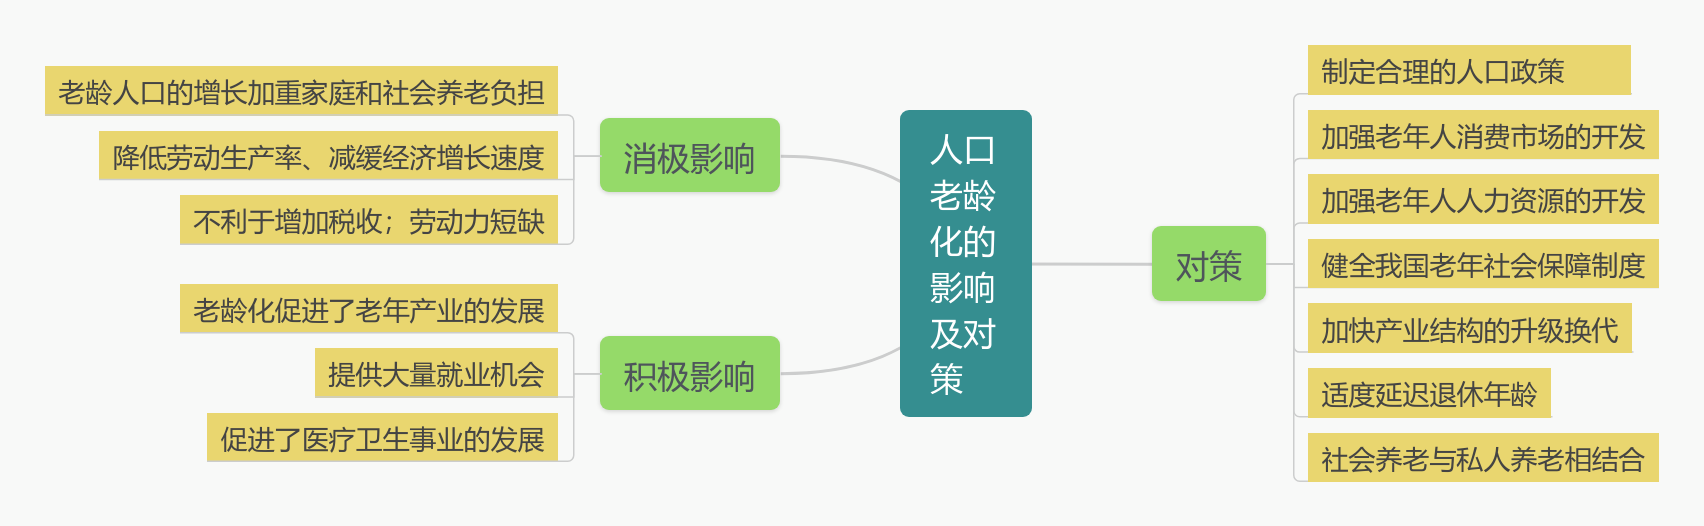 人口
老龄
化的
影响
及对
策
消极影响
老龄人口的增长加重家庭和社会养老负担
降低劳动生产率、减缓经济增长速度
不利于增加税收；劳动力短缺
积极影响
老龄化促进了老年产业的发展
提供大量就业机会
促进了医疗卫生事业的发展
对策
制定合理的人口政策
加强老年人消费市场的开发
加强老年人人力资源的开发
健全我国老年社会保障制度
加快产业结构的升级换代
适度延迟退休年龄
社会养老与私人养老相结合